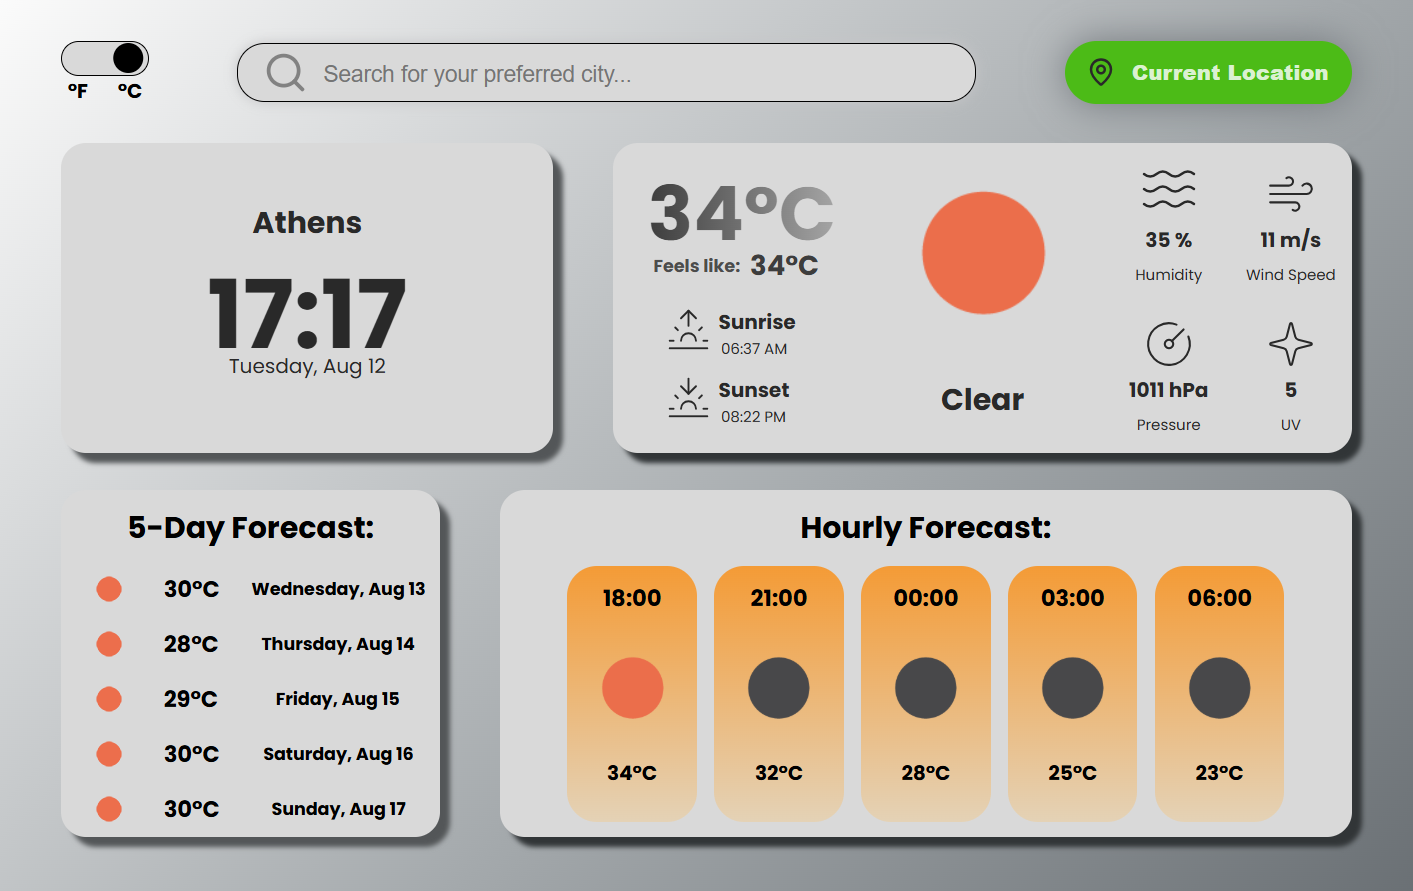 ºF ºC
Search for your preferred city...
Current Location
Athens
17:17
Tuesday, Aug 12
34°C
Feels like: 34°C
Sunrise
06:37 AM
Sunset
08:22 PM
Clear
35 %
Humidity
11 m/s
Wind Speed
1011 hPa
Pressure
5
UV
5-Day Forecast:
30°C Wednesday, Aug 13
28°C Thursday, Aug 14
29°C Friday, Aug 15
30°C Saturday, Aug 16
30°C Sunday, Aug 17
Hourly Forecast:
18:00 21:00 00:00 03:00 06:00
34°C 32°C 28°C 25°C 23°C